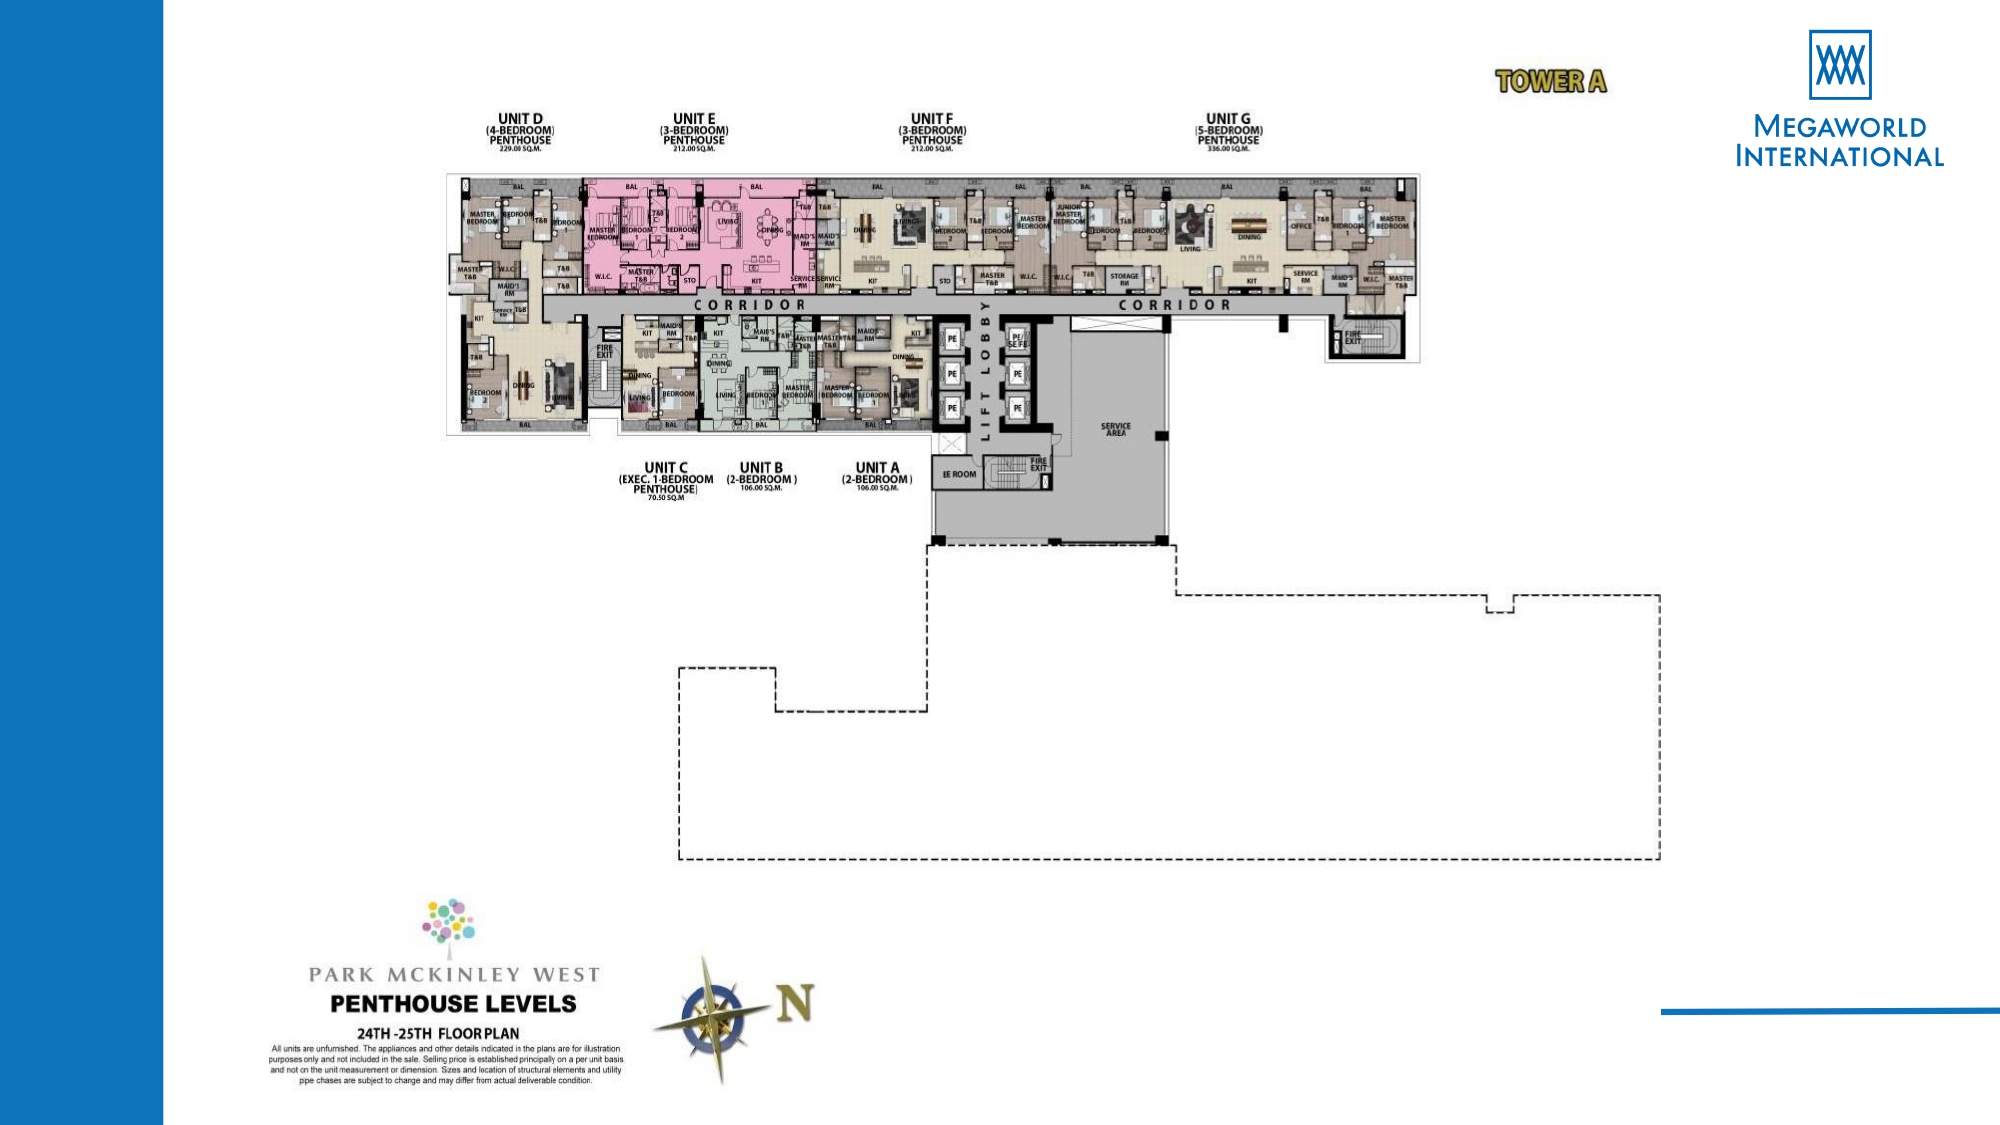 TOWER A
MEGAWORLD
INTERNATIONAL
UNIT D
(4-BEDROOM)
PENTHOUSE
229.00 SQ.M.
UNIT E
(3-BEDROOM)
PENTHOUSE
212.00 SQ.M.
UNIT F
(3-BEDROOM)
PENTHOUSE
212.00 SQ.M.
UNIT G
(5-BEDROOM)
PENTHOUSE
336.00 SQ.M.
BAL
MASTER
BEDROOM
BEDROOM
1
T&B
BEDROOM
MASTER
T&B
W.I.C.
T&B
T&B
MAID'S
RM
KIT
SERVICE
RM
T&B
T&B
BEDROOM
2
DINING
LIVING
BAL
BAL
BAL
MASTER
BEDROOM
BEDROOM
1
T&B
BEDROOM
2
LIVING
DINING
T&B
MAID'S
RM
W.I.C.
MASTER
T&B
STO
KIT
SERVICE
RM
BAL
BAL
T&B
MAID'S
RM
SERVICE
RM
DINING
LIVING
BEDROOM
2
T&B
BEDROOM
1
MASTER
BEDROOM
KIT
STO
T
MASTER
T&B
W.I.C.
BAL
BAL
BAL
JUNIOR
MASTER
BEDROOM
BEDROOM
3
T&B
BEDROOM
2
LIVING
DINING
OFFICE
T&B
BEDROOM
1
MASTER
BEDROOM
W.I.C.
T&B
STORAGE
RM
T
KIT
SERVICE
RM
MAID'S
RM
W.I.C.
MASTER
T&B
CORRIDOR
CORRIDOR
FIRE
EXIT
FIRE
EXIT
KIT
MAID'S
RM
T
T&B
DINING
LIVING
BEDROOM
BAL
KIT
MAID'S
RM
T&B
MASTER
T&B
DINING
LIVING
BEDROOM
1
MASTER
BEDROOM
BAL
MASTER
T&B
T&B
MAID'S
RM
KIT
DINING
MASTER
BEDROOM
BEDROOM
1
LIVING
BAL
PE
PE
PE
LIFT LOBBY
PE/
SE FE
PE
PE
SERVICE
AREA
EE ROOM
FIRE
EXIT
UNIT C
(EXEC. 1-BEDROOM
PENTHOUSE)
70.50 SQ.M
UNIT B
(2-BEDROOM )
106.00 SQ.M.
UNIT A
(2-BEDROOM )
106.00 SQ.M.
PARK MCKINLEY WEST
PENTHOUSE LEVELS
24TH -25TH FLOOR PLAN
All units are unfurnished. The appliances and other details indicated in the plans are for illustration
purposes only and not included in the sale. Selling price is established principally on a per unit basis
and not on the unit measurement or dimension. Sizes and location of structural elements and utility
pipe chases are subject to change and may differ from actual deliverable condition.
N